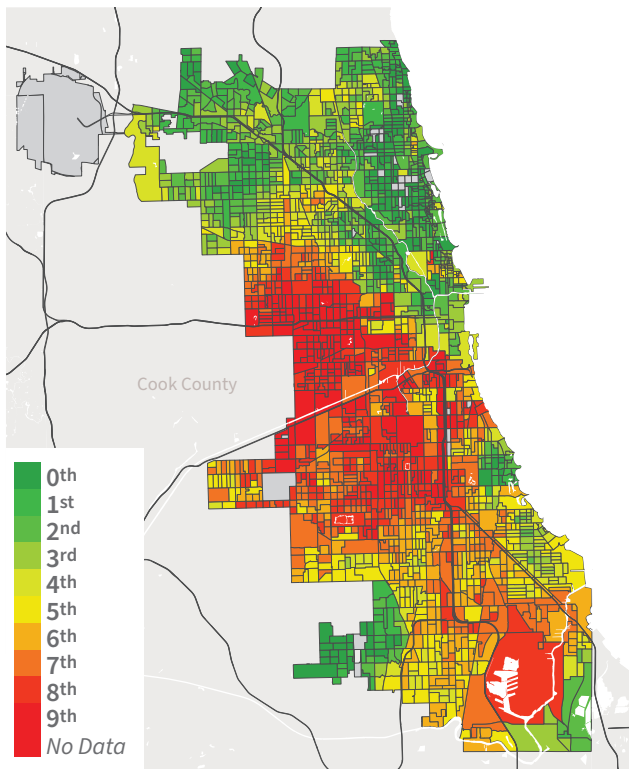 Cook County
0th
1st
2nd
3rd
4th
5th
6th
7th
8th
9th
No Data